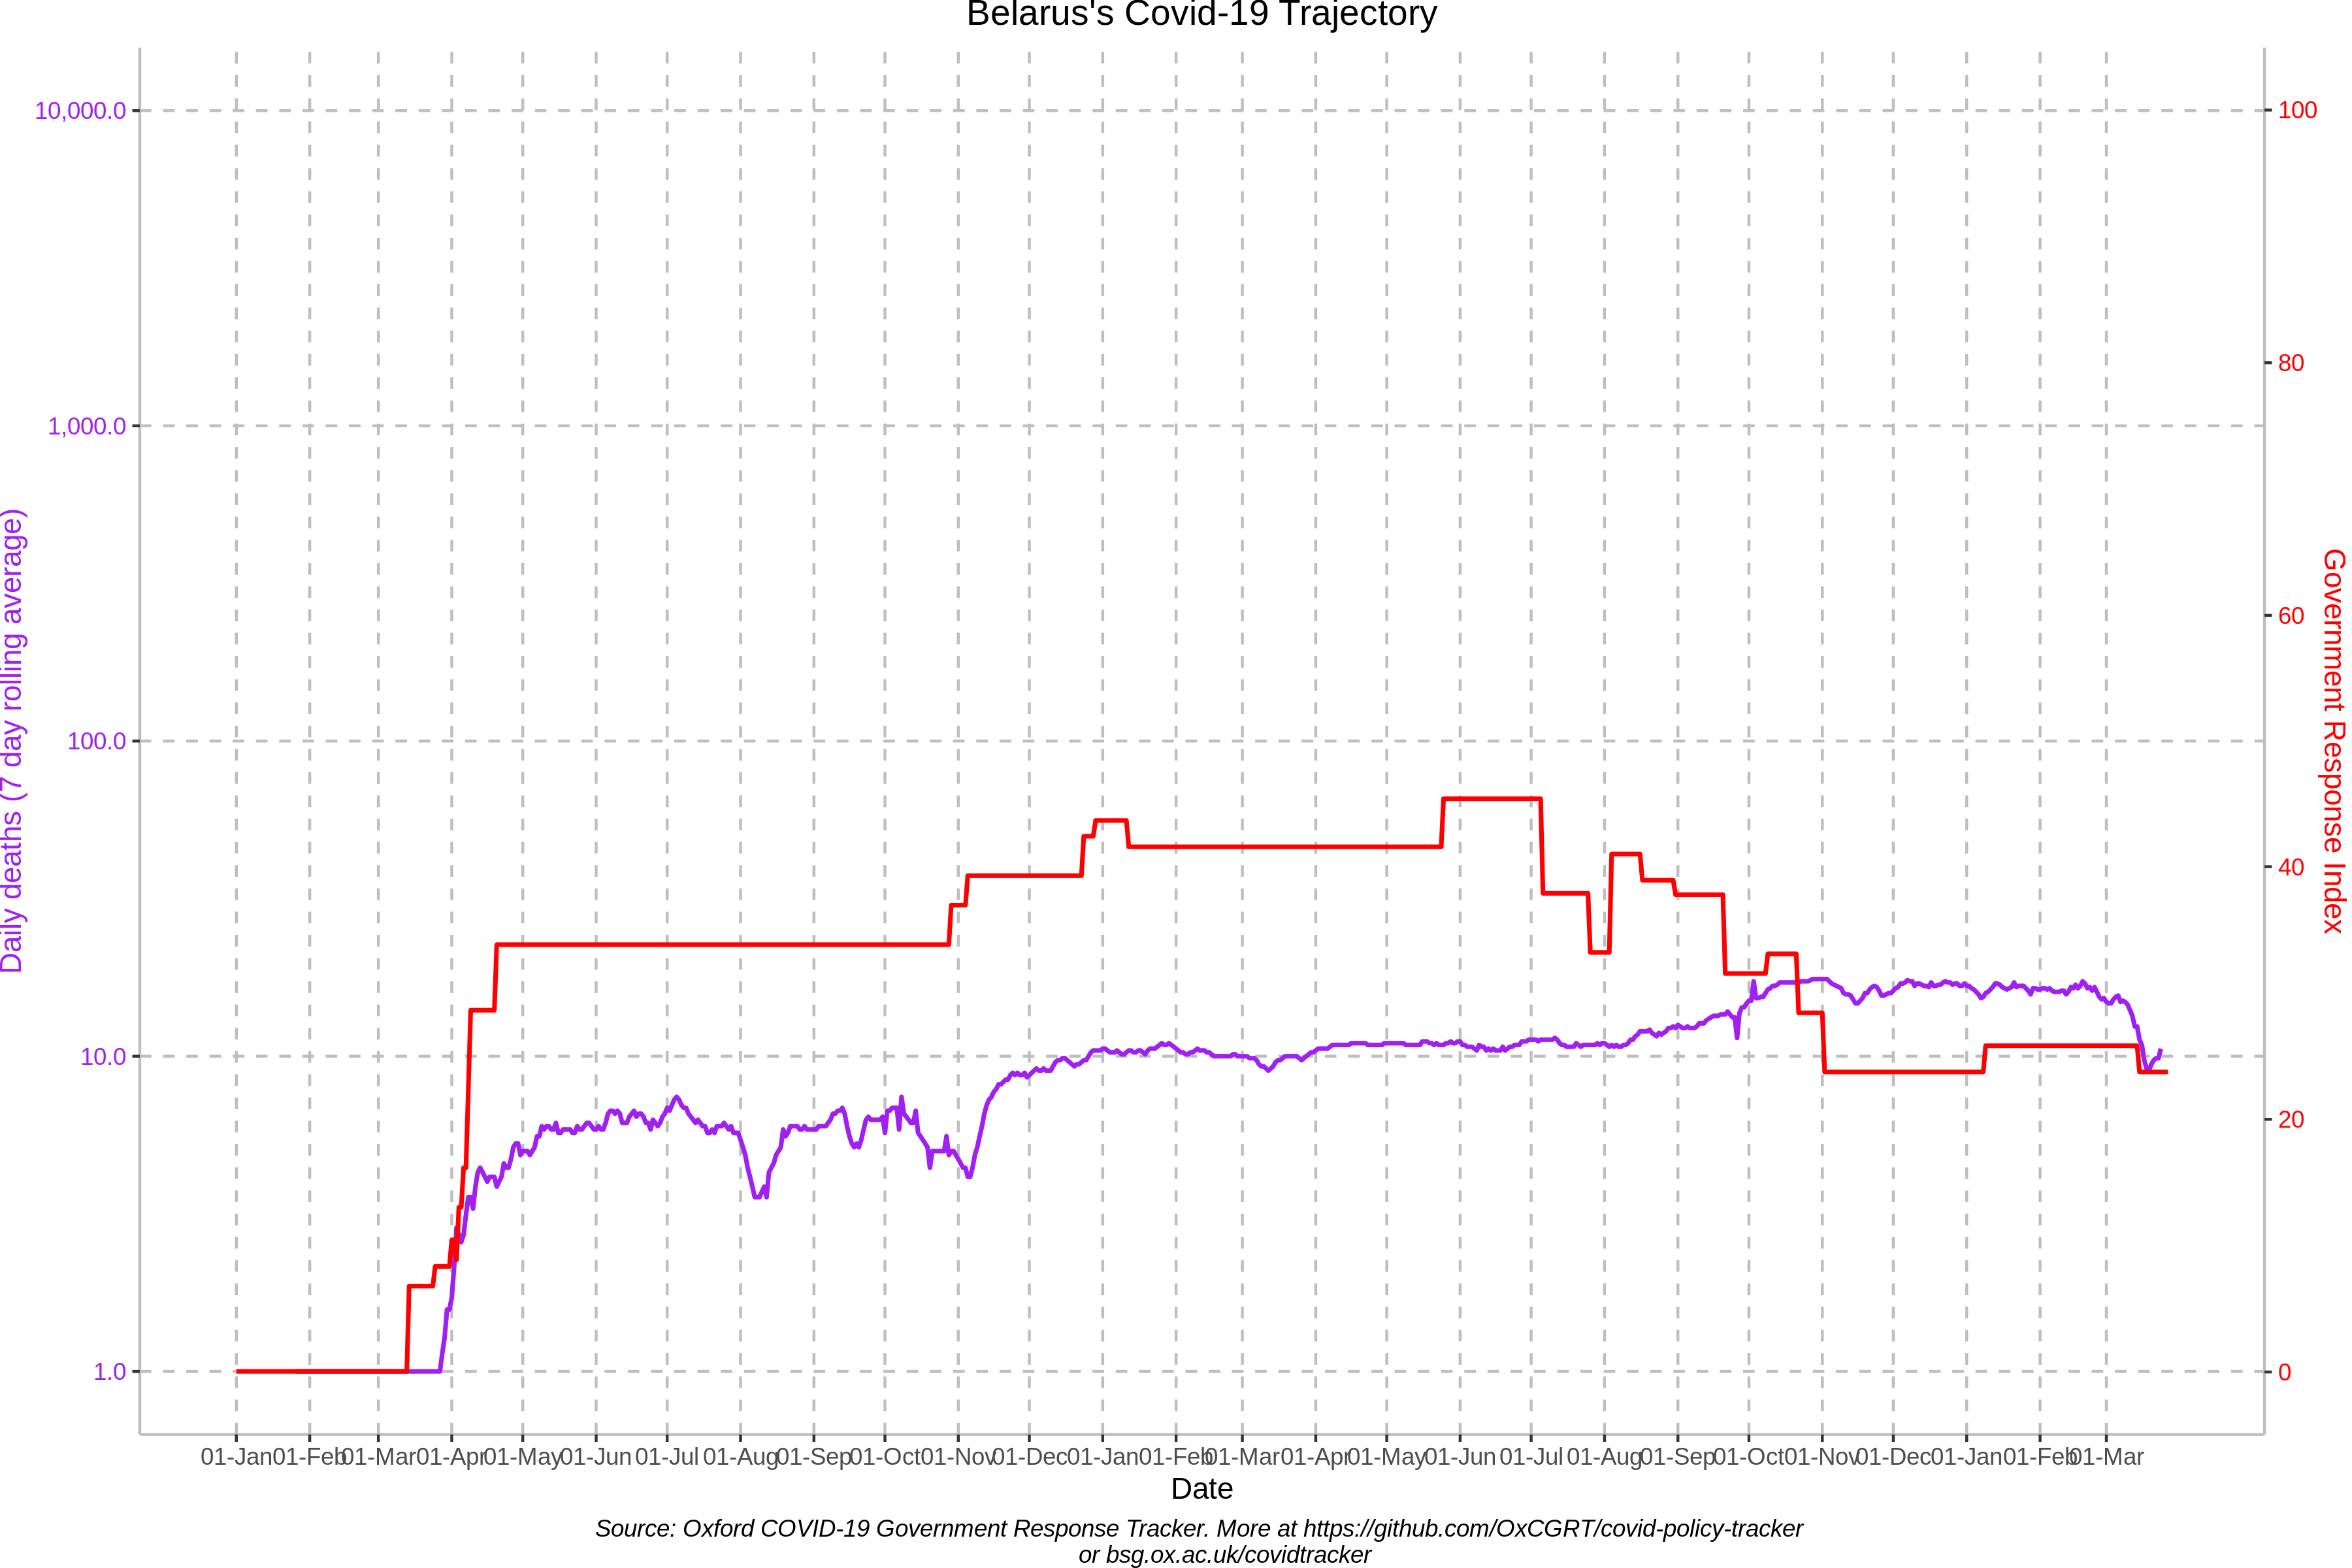 Belarus's Covid-19 Trajectory
10,000.0
1,000.0
100.0
10.0
1.0
Daily deaths (7 day rolling average)
100
80
60
40
20
0
Government Response Index
01-Jan 01-Feb 01-Mar 01-Apr 01-May 01-Jun 01-Jul 01-Aug 01-Sep 01-Oct 01-Nov 01-Dec 01-Jan 01-Feb 01-Mar 01-Apr 01-May 01-Jun 01-Jul 01-Aug 01-Sep 01-Oct 01-Nov 01-Dec 01-Jan 01-Feb 01-Mar
Date
Source: Oxford COVID-19 Government Response Tracker. More at https://github.com/OxCGRT/covid-policy-tracker
or bsg.ox.ac.uk/covidtracker